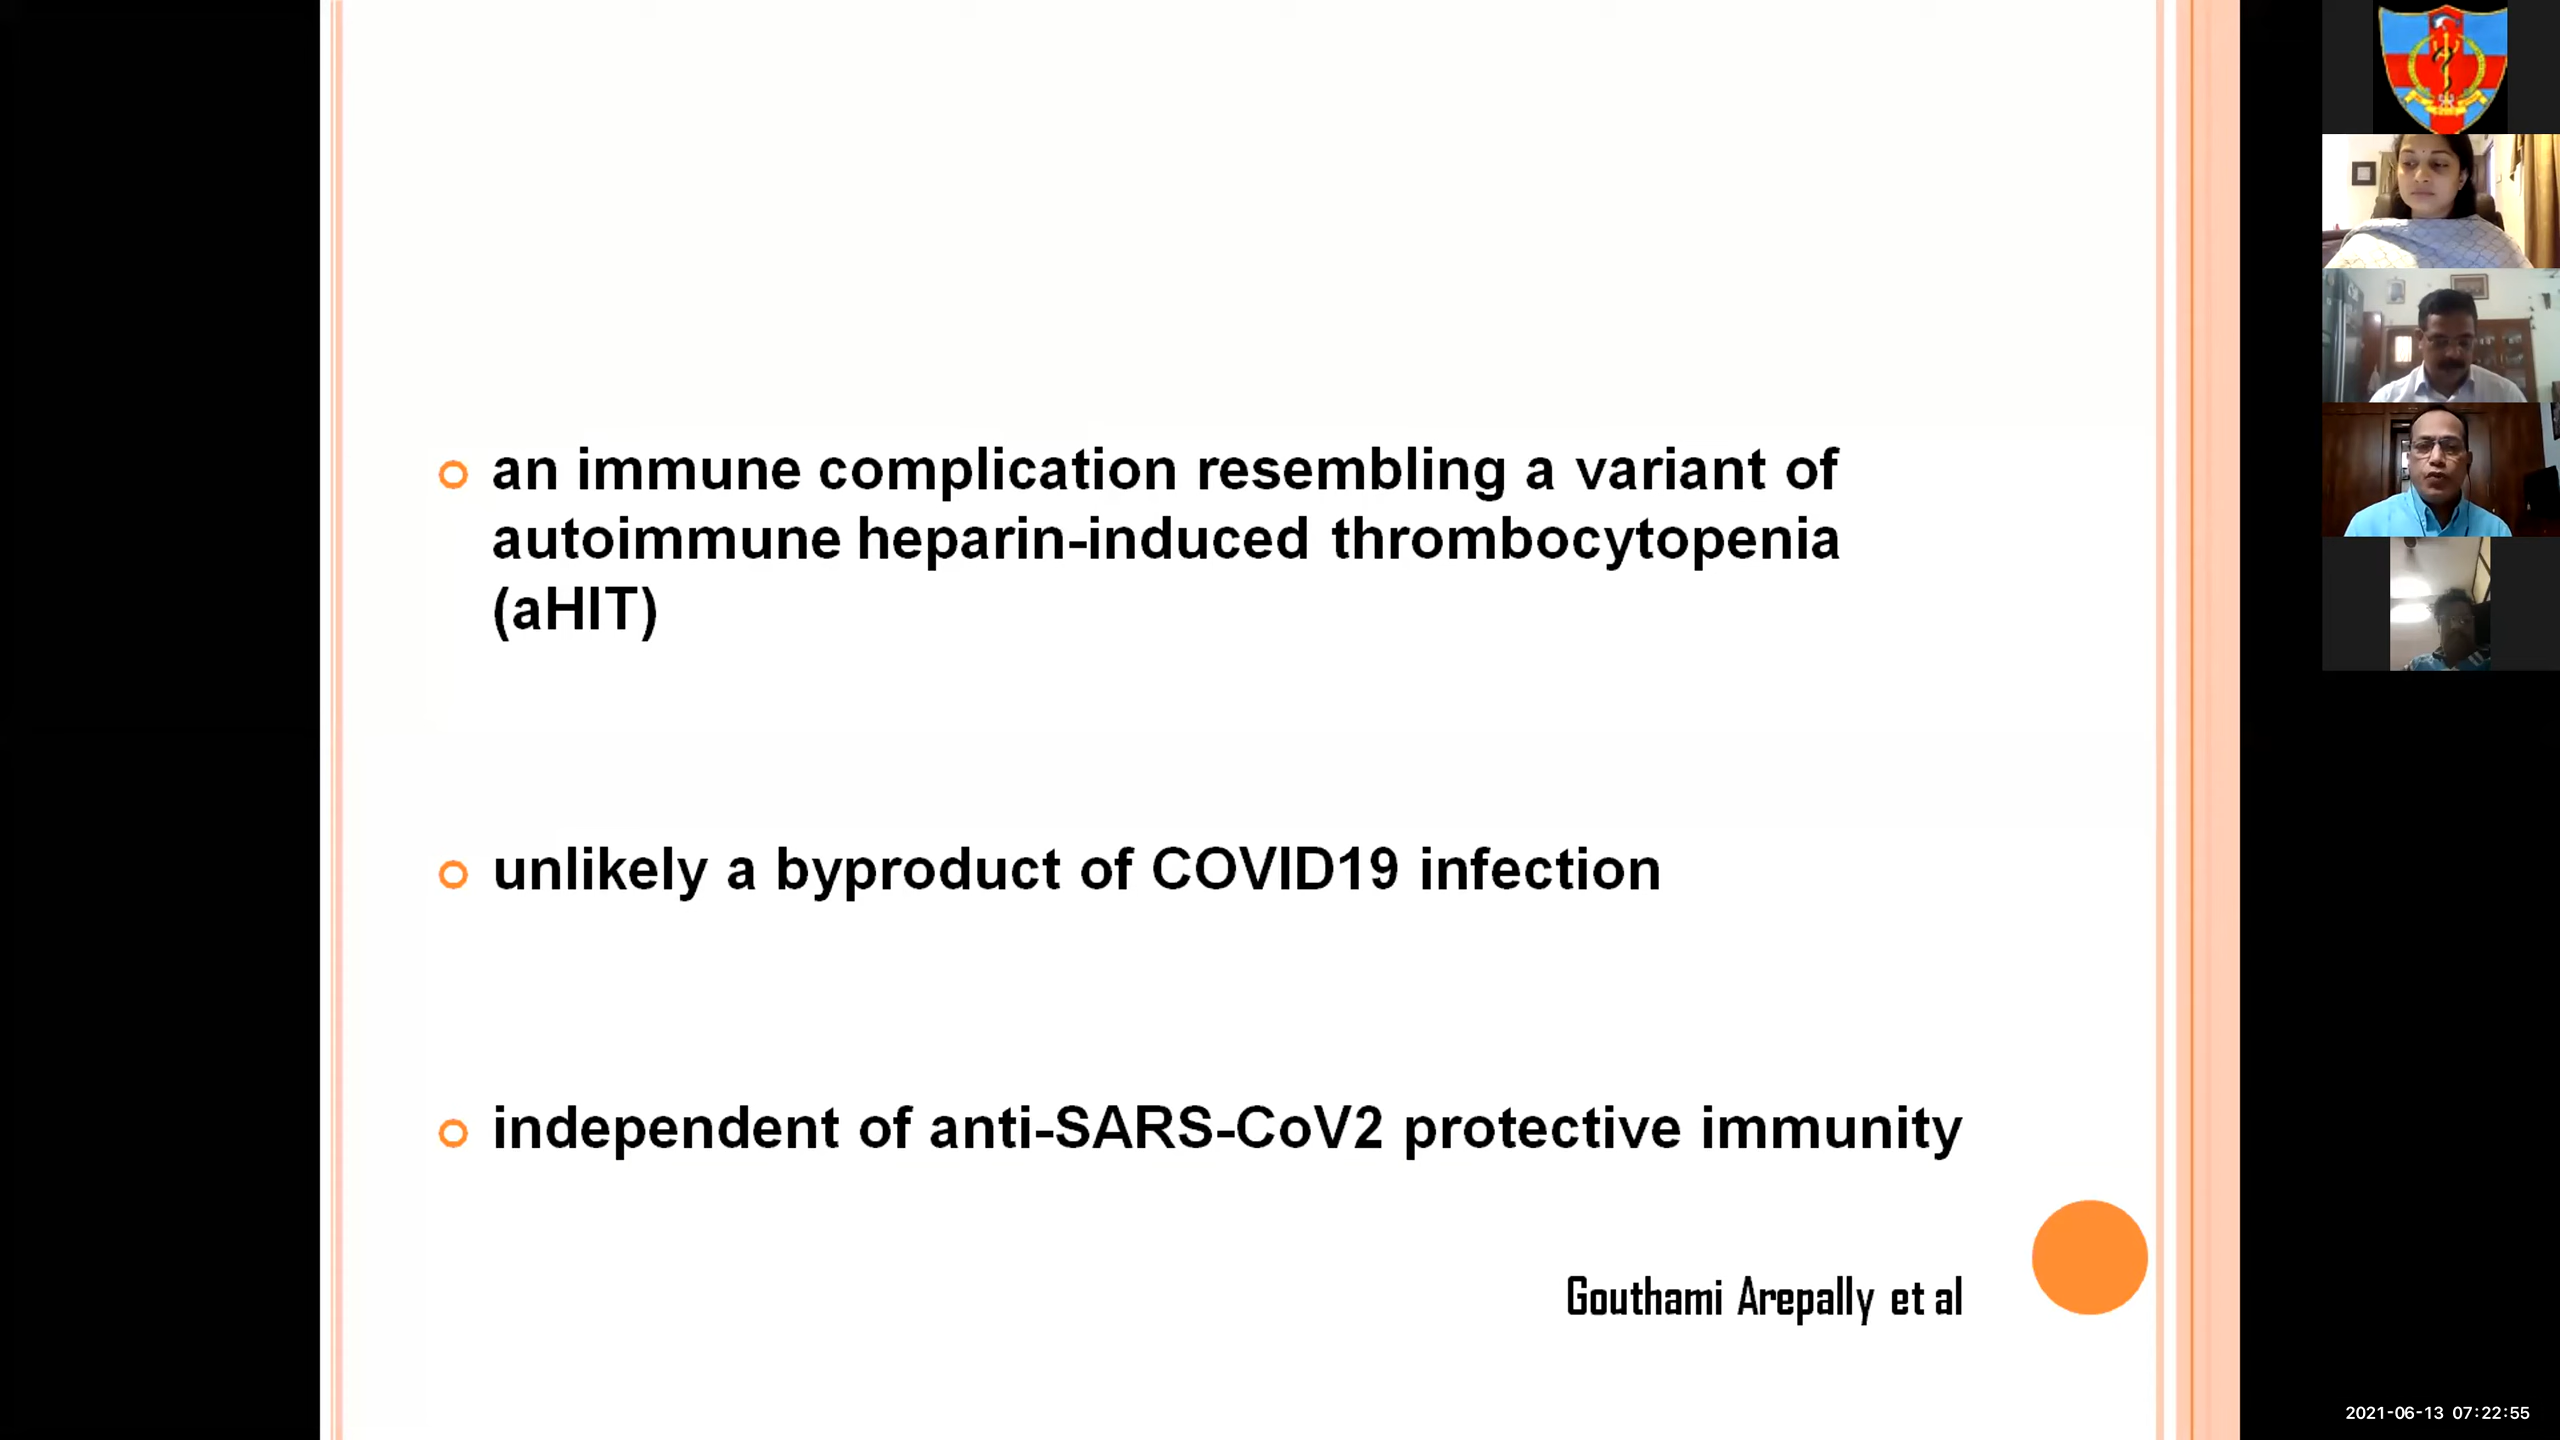 an immune complication resembling a variant of
autoimmune heparin-induced thrombocytopenia
(aHIT)
unlikely a byproduct of COVID19 infection
independent of anti-SARS-CoV2 protective immunity
Gouthami Arepally et al
2021-06-13 07:22:55